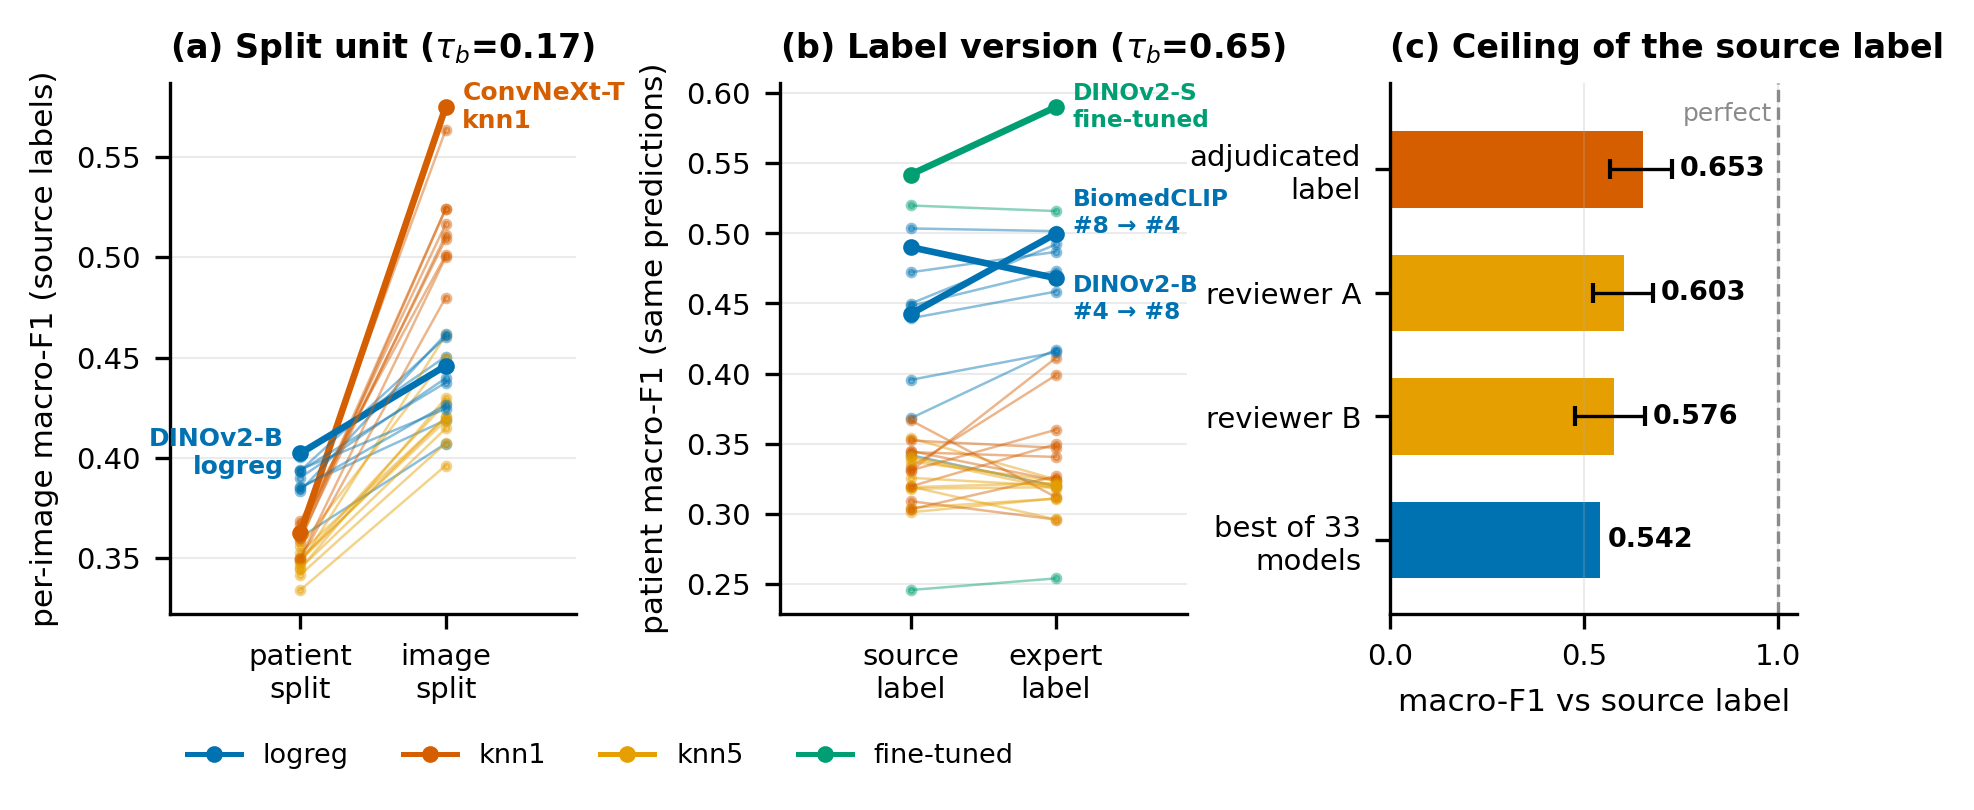 (a) Split unit (τb=0.17)
per-image macro-F1 (source labels)
0.55
0.50
0.45
0.40
0.35
ConvNeXt-T
knn1
DINOv2-B
logreg
patient
split
image
split
(b) Label version (τb=0.65)
patient macro-F1 (same predictions)
0.60
0.55
0.50
0.45
0.40
0.35
0.30
0.25
DINOv2-S
fine-tuned
BiomedCLIP
#8 → #4
DINOv2-B
#4 → #8
source
label
expert
label
(c) Ceiling of the source label
perfect
adjudicated
label
0.653
reviewer A
0.603
reviewer B
0.576
best of 33
models
0.542
0.0
0.5
1.0
macro-F1 vs source label
logreg
knn1
knn5
fine-tuned